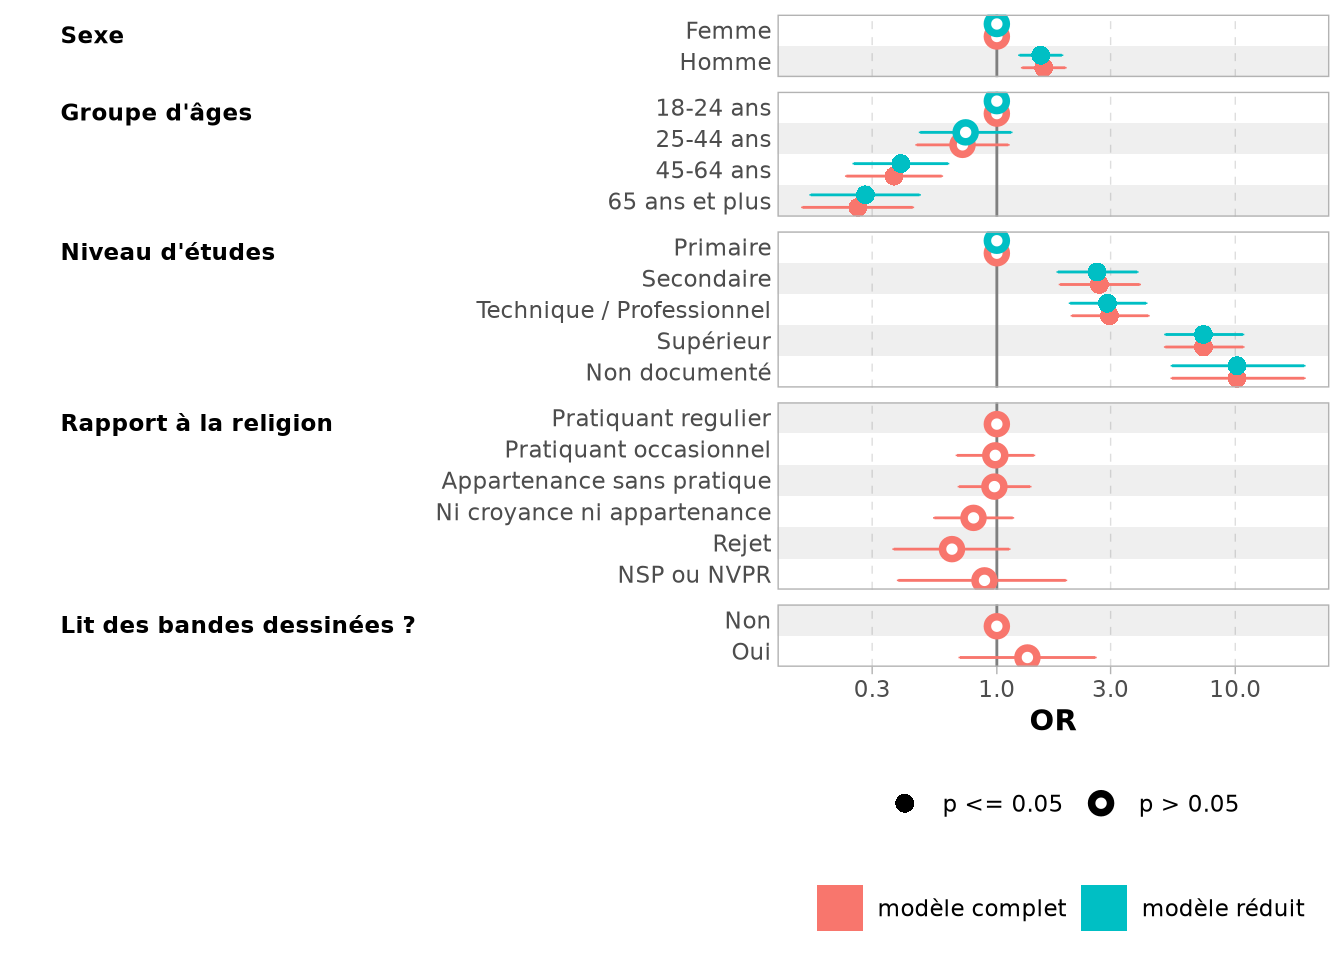 Sexe
Femme
Homme
Groupe d'âges
18-24 ans
25-44 ans
45-64 ans
65 ans et plus
Niveau d'études
Primaire
Secondaire
Technique / Professionnel
Supérieur
Non documenté
Rapport à la religion
Pratiquant regulier
Pratiquant occasionnel
Appartenance sans pratique
Ni croyance ni appartenance
Rejet
NSP ou NVPR
Lit des bandes dessinées ?
Non
Oui
0.3 1.0 3.0 10.0
OR
p <= 0.05 p > 0.05
modèle complet modèle réduit